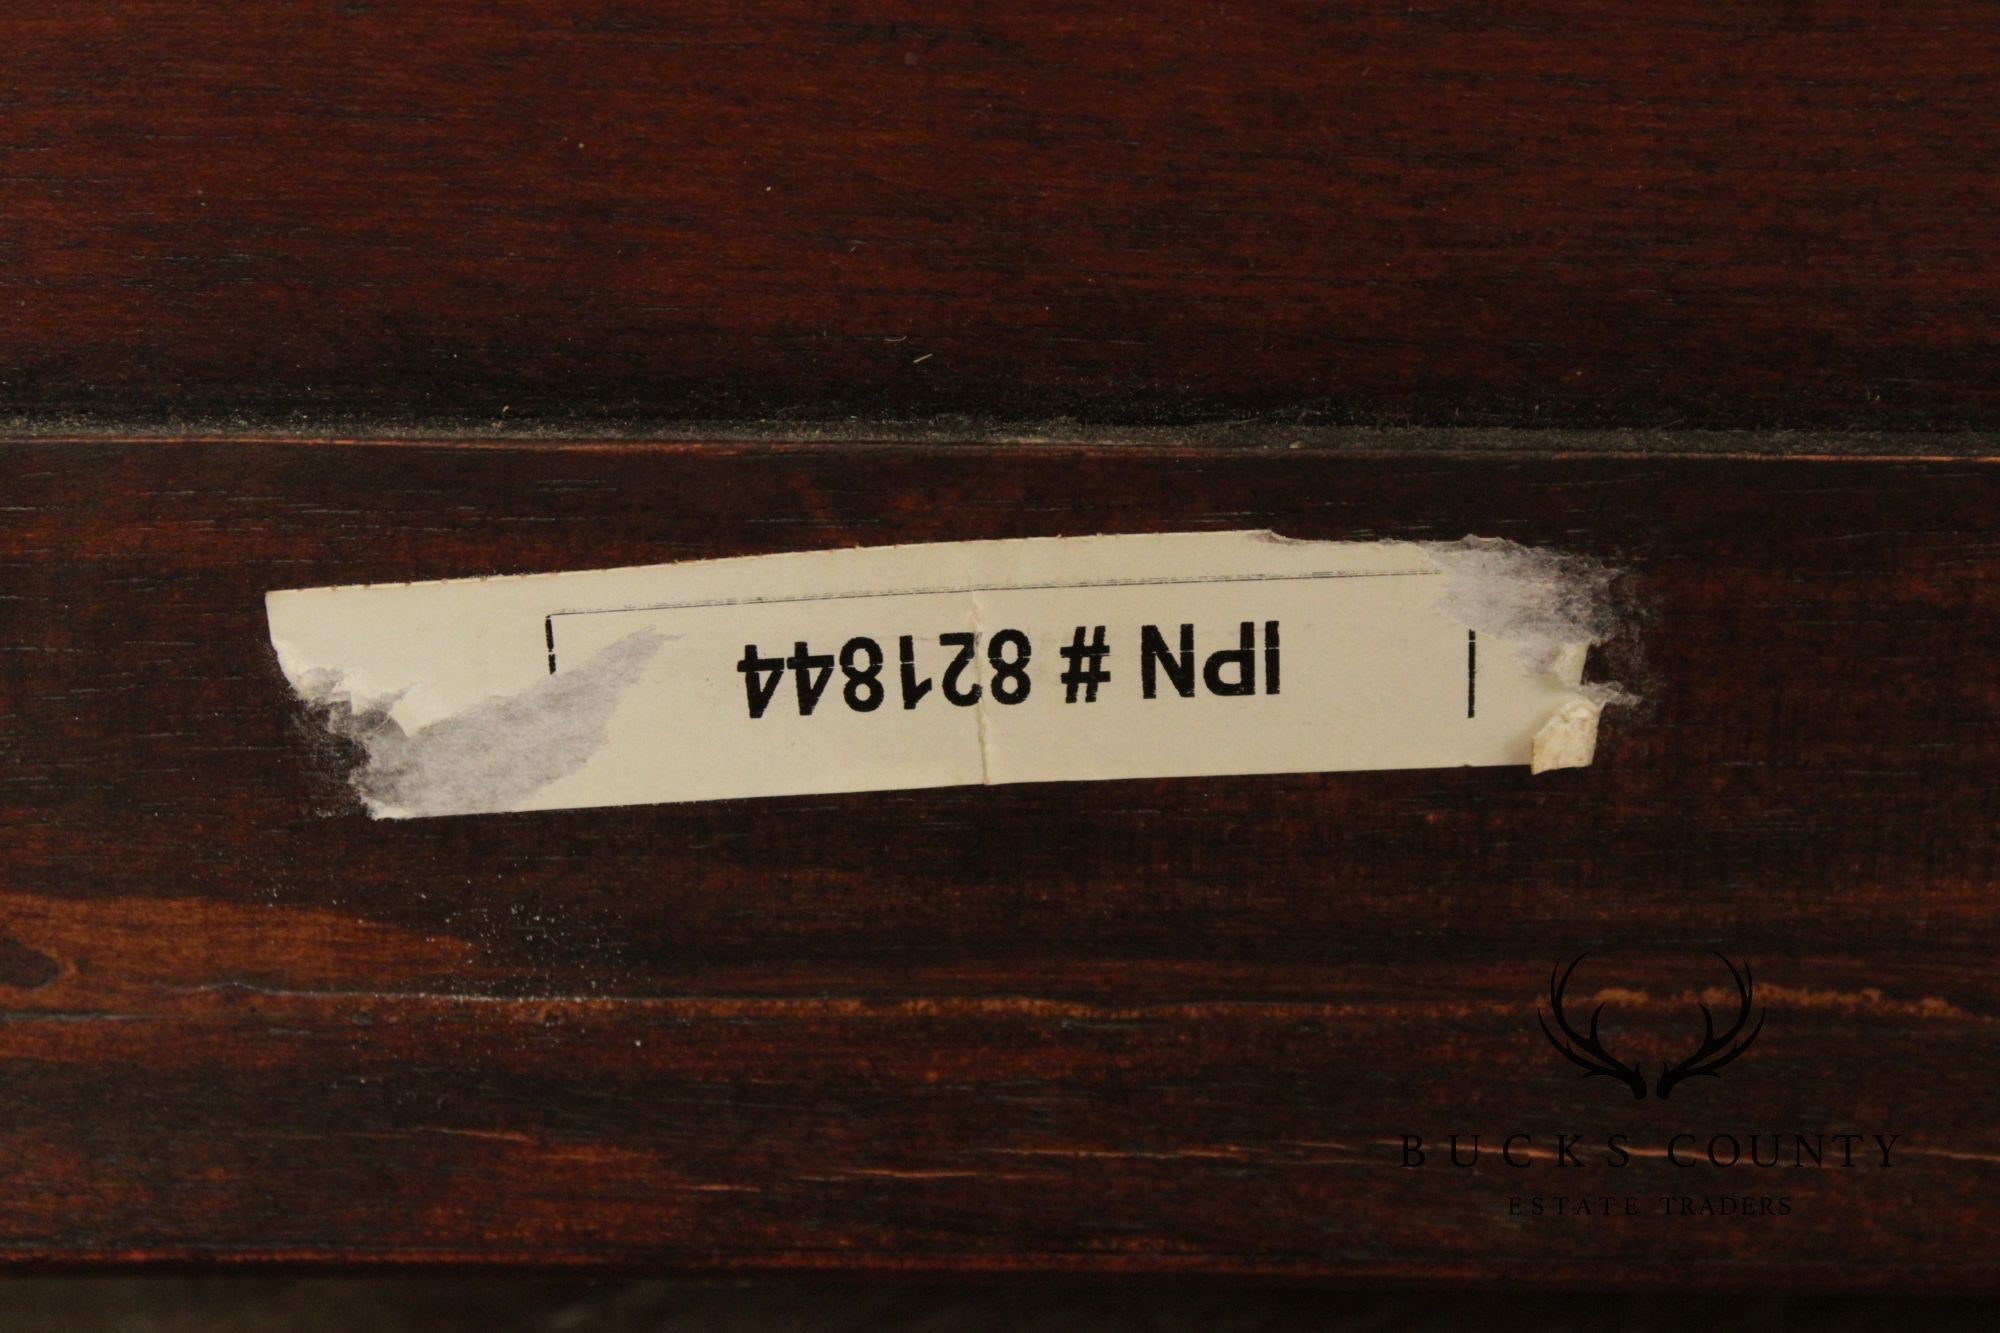 IPN # 821844
BUCKS COUNTY
ESTATE TRADERS